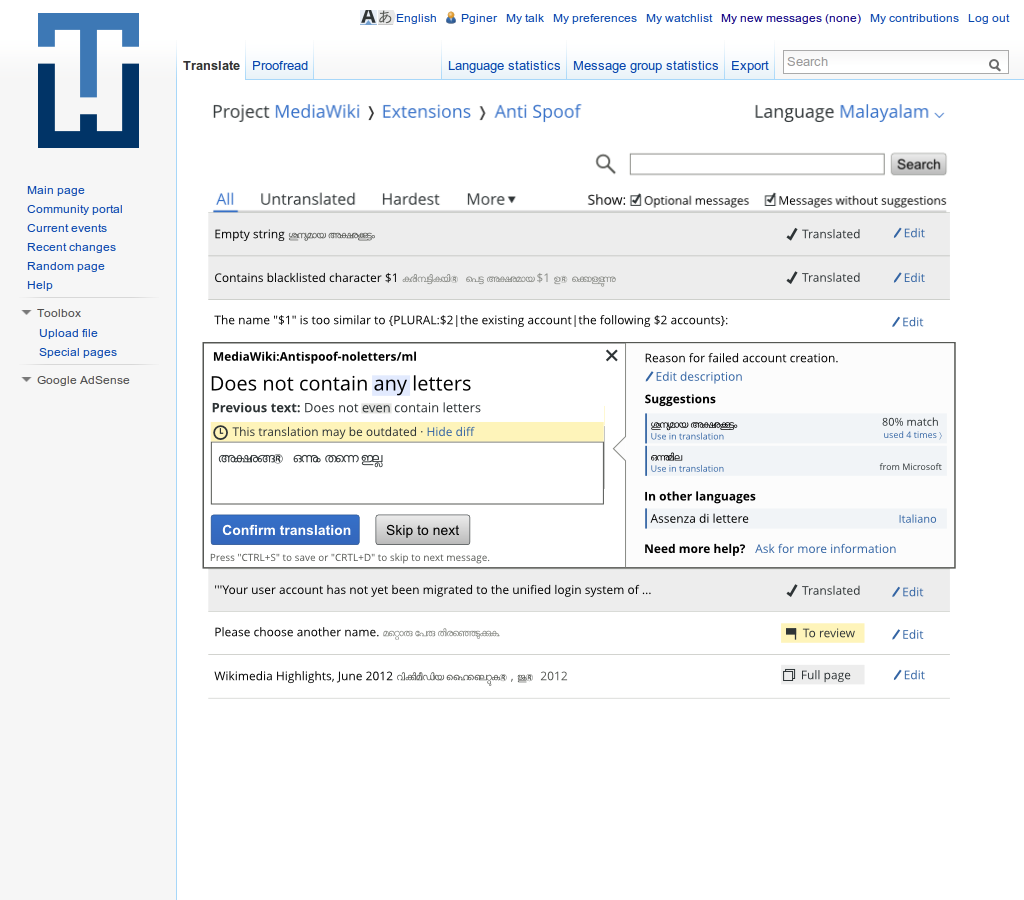 English Pginer My talk My preferences My watchlist My new messages (none) My contributions Log out
Translate Proofread Language statistics Message group statistics Export Search
Project MediaWiki ❭ Extensions ❭ Anti Spoof Language Malayalam
Search
Main page
Community portal
Current events
Recent changes
Random page
Help
Toolbox
Upload file
Special pages
Google AdSense
All Untranslated Hardest More ▾ Show: Optional messages Messages without suggestions
Empty string ശൂന്യമായ അക്ഷരക്കൂട്ടം Translated Edit
Contains blacklisted character $1 $1 Translated Edit
The name "$1" is too similar to {PLURAL:$2|the existing account|the following $2 accounts}: Edit
MediaWiki:Antispoof-noletters/ml
Does not contain any letters
Previous text: Does not even contain letters
This translation may be outdated · Hide diff
ഒന്നും തന്നെ ഇല്ല
Confirm translation Skip to next
Press "CTRL+S" to save or "CRTL+D" to skip to next message.
Reason for failed account creation.
Edit description
Suggestions
ശൂന്യമായ അക്ഷരക്കൂട്ടം 80% match
Use in translation used 4 times ⟩
Use in translation from Microsoft
In other languages
Assenza di lettere Italiano
Need more help? Ask for more information
'''Your user account has not yet been migrated to the unified login system of ... Translated Edit
Please choose another name. മറ്റൊരു പേരു തിരഞ്ഞെടുക്കുക. To review Edit
Wikimedia Highlights, June 2012 വിക്കിമീഡിയ 2012 Full page Edit